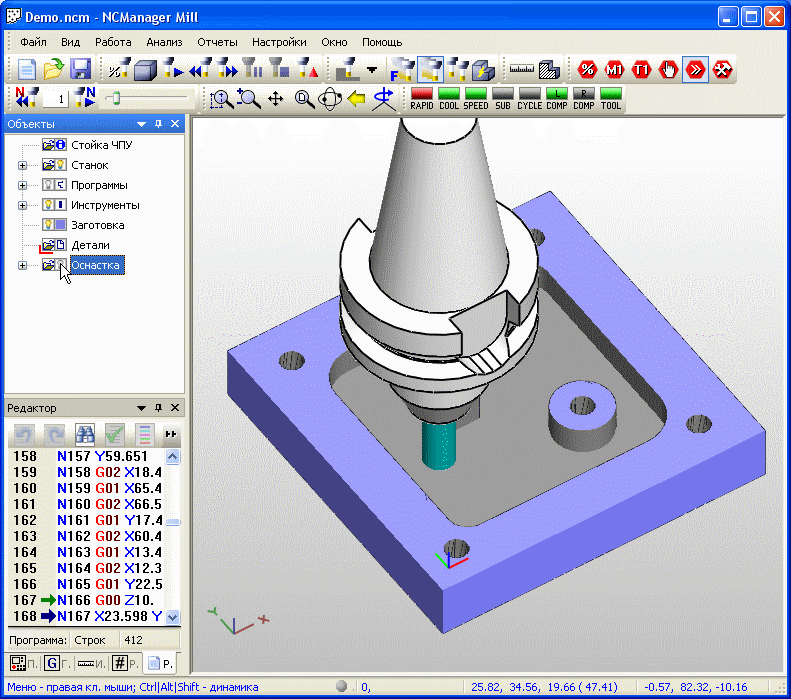 Demo.ncm - NCManager Mill
Файл Вид Работа Анализ Отчеты Настройки Окно Помощь
% F % M1 T1
N 1 N RAPID COOL SPEED SUB CYCLE L COMP R COMP TOOL
Объекты
Стойка ЧПУ
Станок
Программы
Инструменты
Заготовка
Детали
Оснастка
Редактор
158 N157 Y59.651
159 N158 G02 X18.4
160 N159 G01 X65.4
161 N160 G02 X66.5
162 N161 G01 Y17.4
163 N162 G02 X60.4
164 N163 G01 X13.4
165 N164 G02 X12.3
166 N165 G01 Y22.5
167 N166 G00 Z10.
168 N167 X23.598 Y
Программа: Строк 412
П. G Г. И. # Р. Р.
Y X
Меню - правая кл. мыши; Ctrl|Alt|Shift - динамика 0, 25.82, 34.56, 19.66 ( 47.41) -0.57, 82.32, -10.16